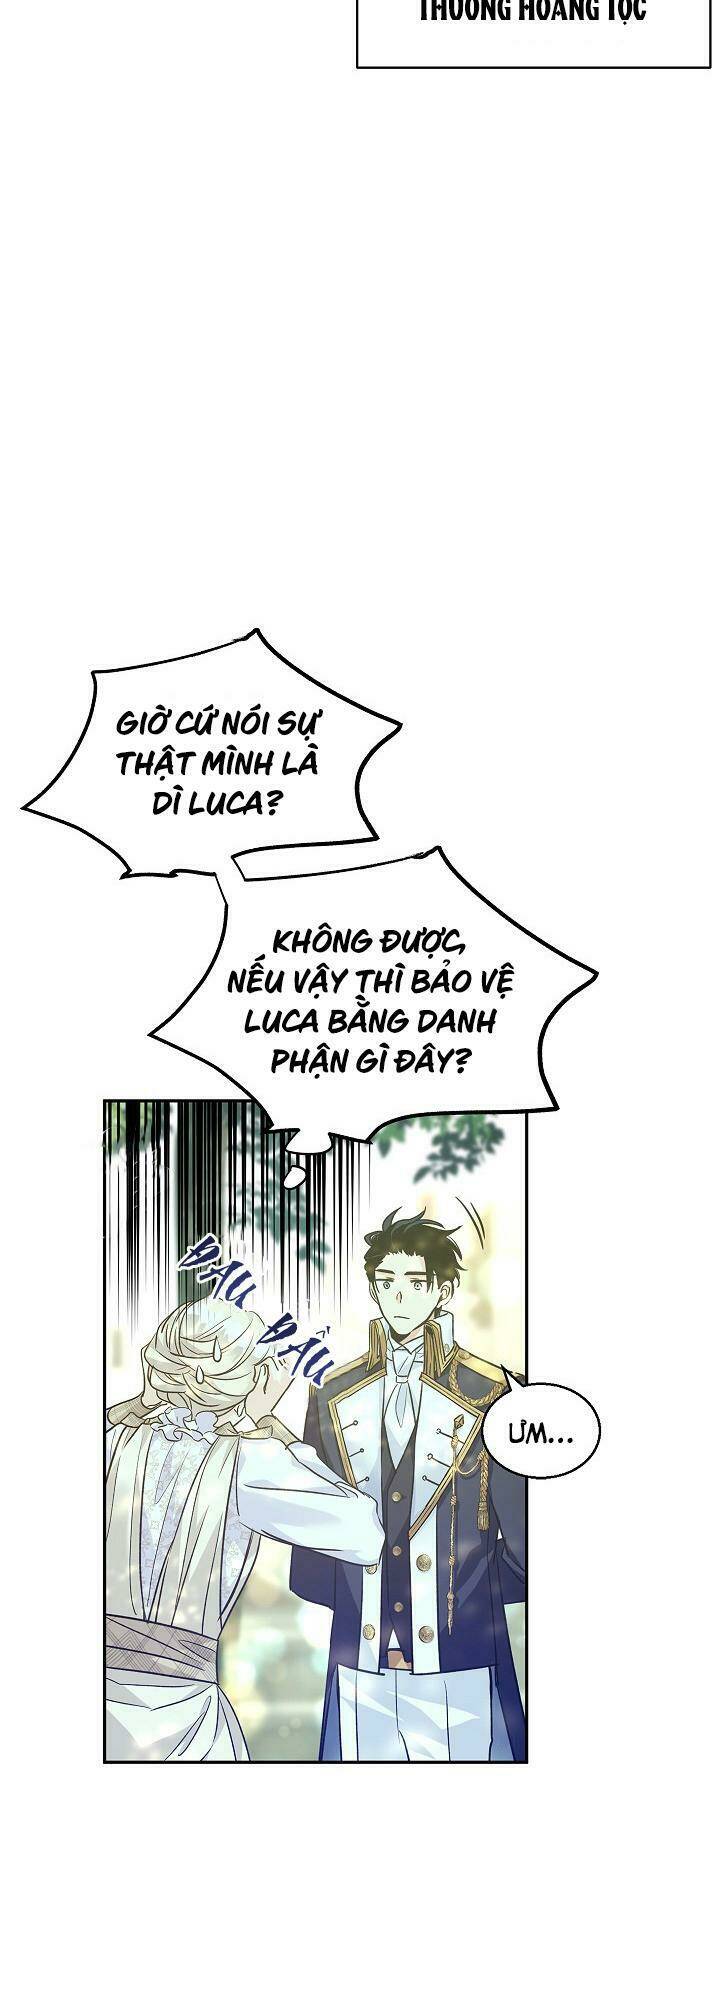 THƯƠNG HOÀNG TỘC
GIỜ CỨ NÓI SỰ
THẬT MÌNH LÀ
DÌ LUCA?
KHÔNG ĐƯỢC,
NẾU VẬY THÌ BẢO VỆ
LUCA BẰNG DANH
PHẬN GÌ ĐÂY?
ĐAU
ĐẦU
ƯM...